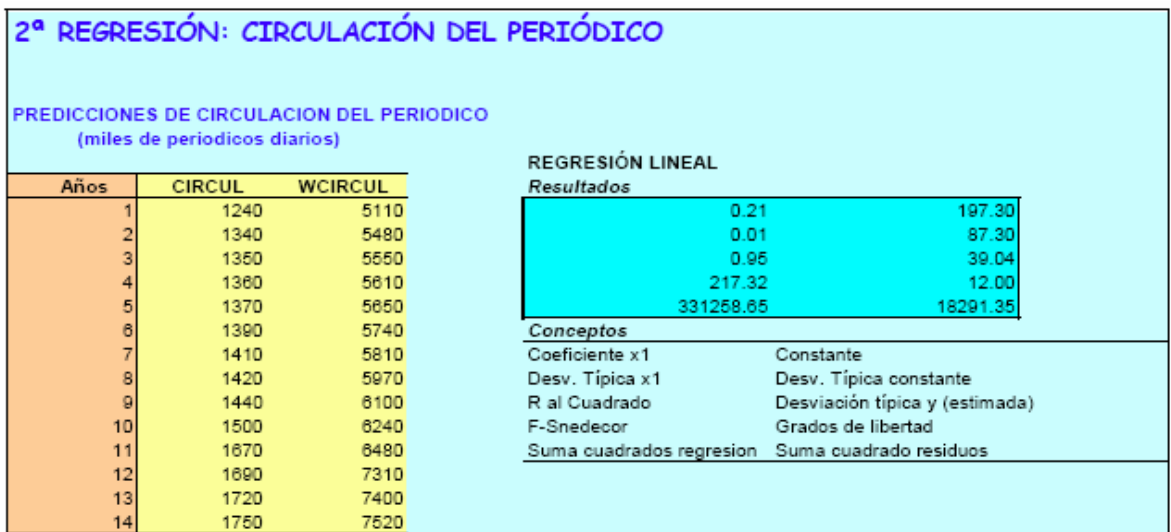 2ª REGRESIÓN: CIRCULACIÓN DEL PERIÓDICO
PREDICCIONES DE CIRCULACION DEL PERIODICO
(miles de periodicos diarios)
Años CIRCUL WCIRCUL
1 1240 5110
2 1340 5480
3 1350 5550
4 1360 5610
5 1370 5650
6 1390 5740
7 1410 5810
8 1420 5970
9 1440 6100
10 1500 6240
11 1670 6480
12 1690 7310
13 1720 7400
14 1750 7520
REGRESIÓN LINEAL
Resultados
0.21 197.30
0.01 87.30
0.95 39.04
217.32 12.00
331258.65 18291.35
Conceptos
Coeficiente x1 Constante
Desv. Típica x1 Desv. Típica constante
R al Cuadrado Desviación típica y (estimada)
F-Snedecor Grados de libertad
Suma cuadrados regresion Suma cuadrado residuos